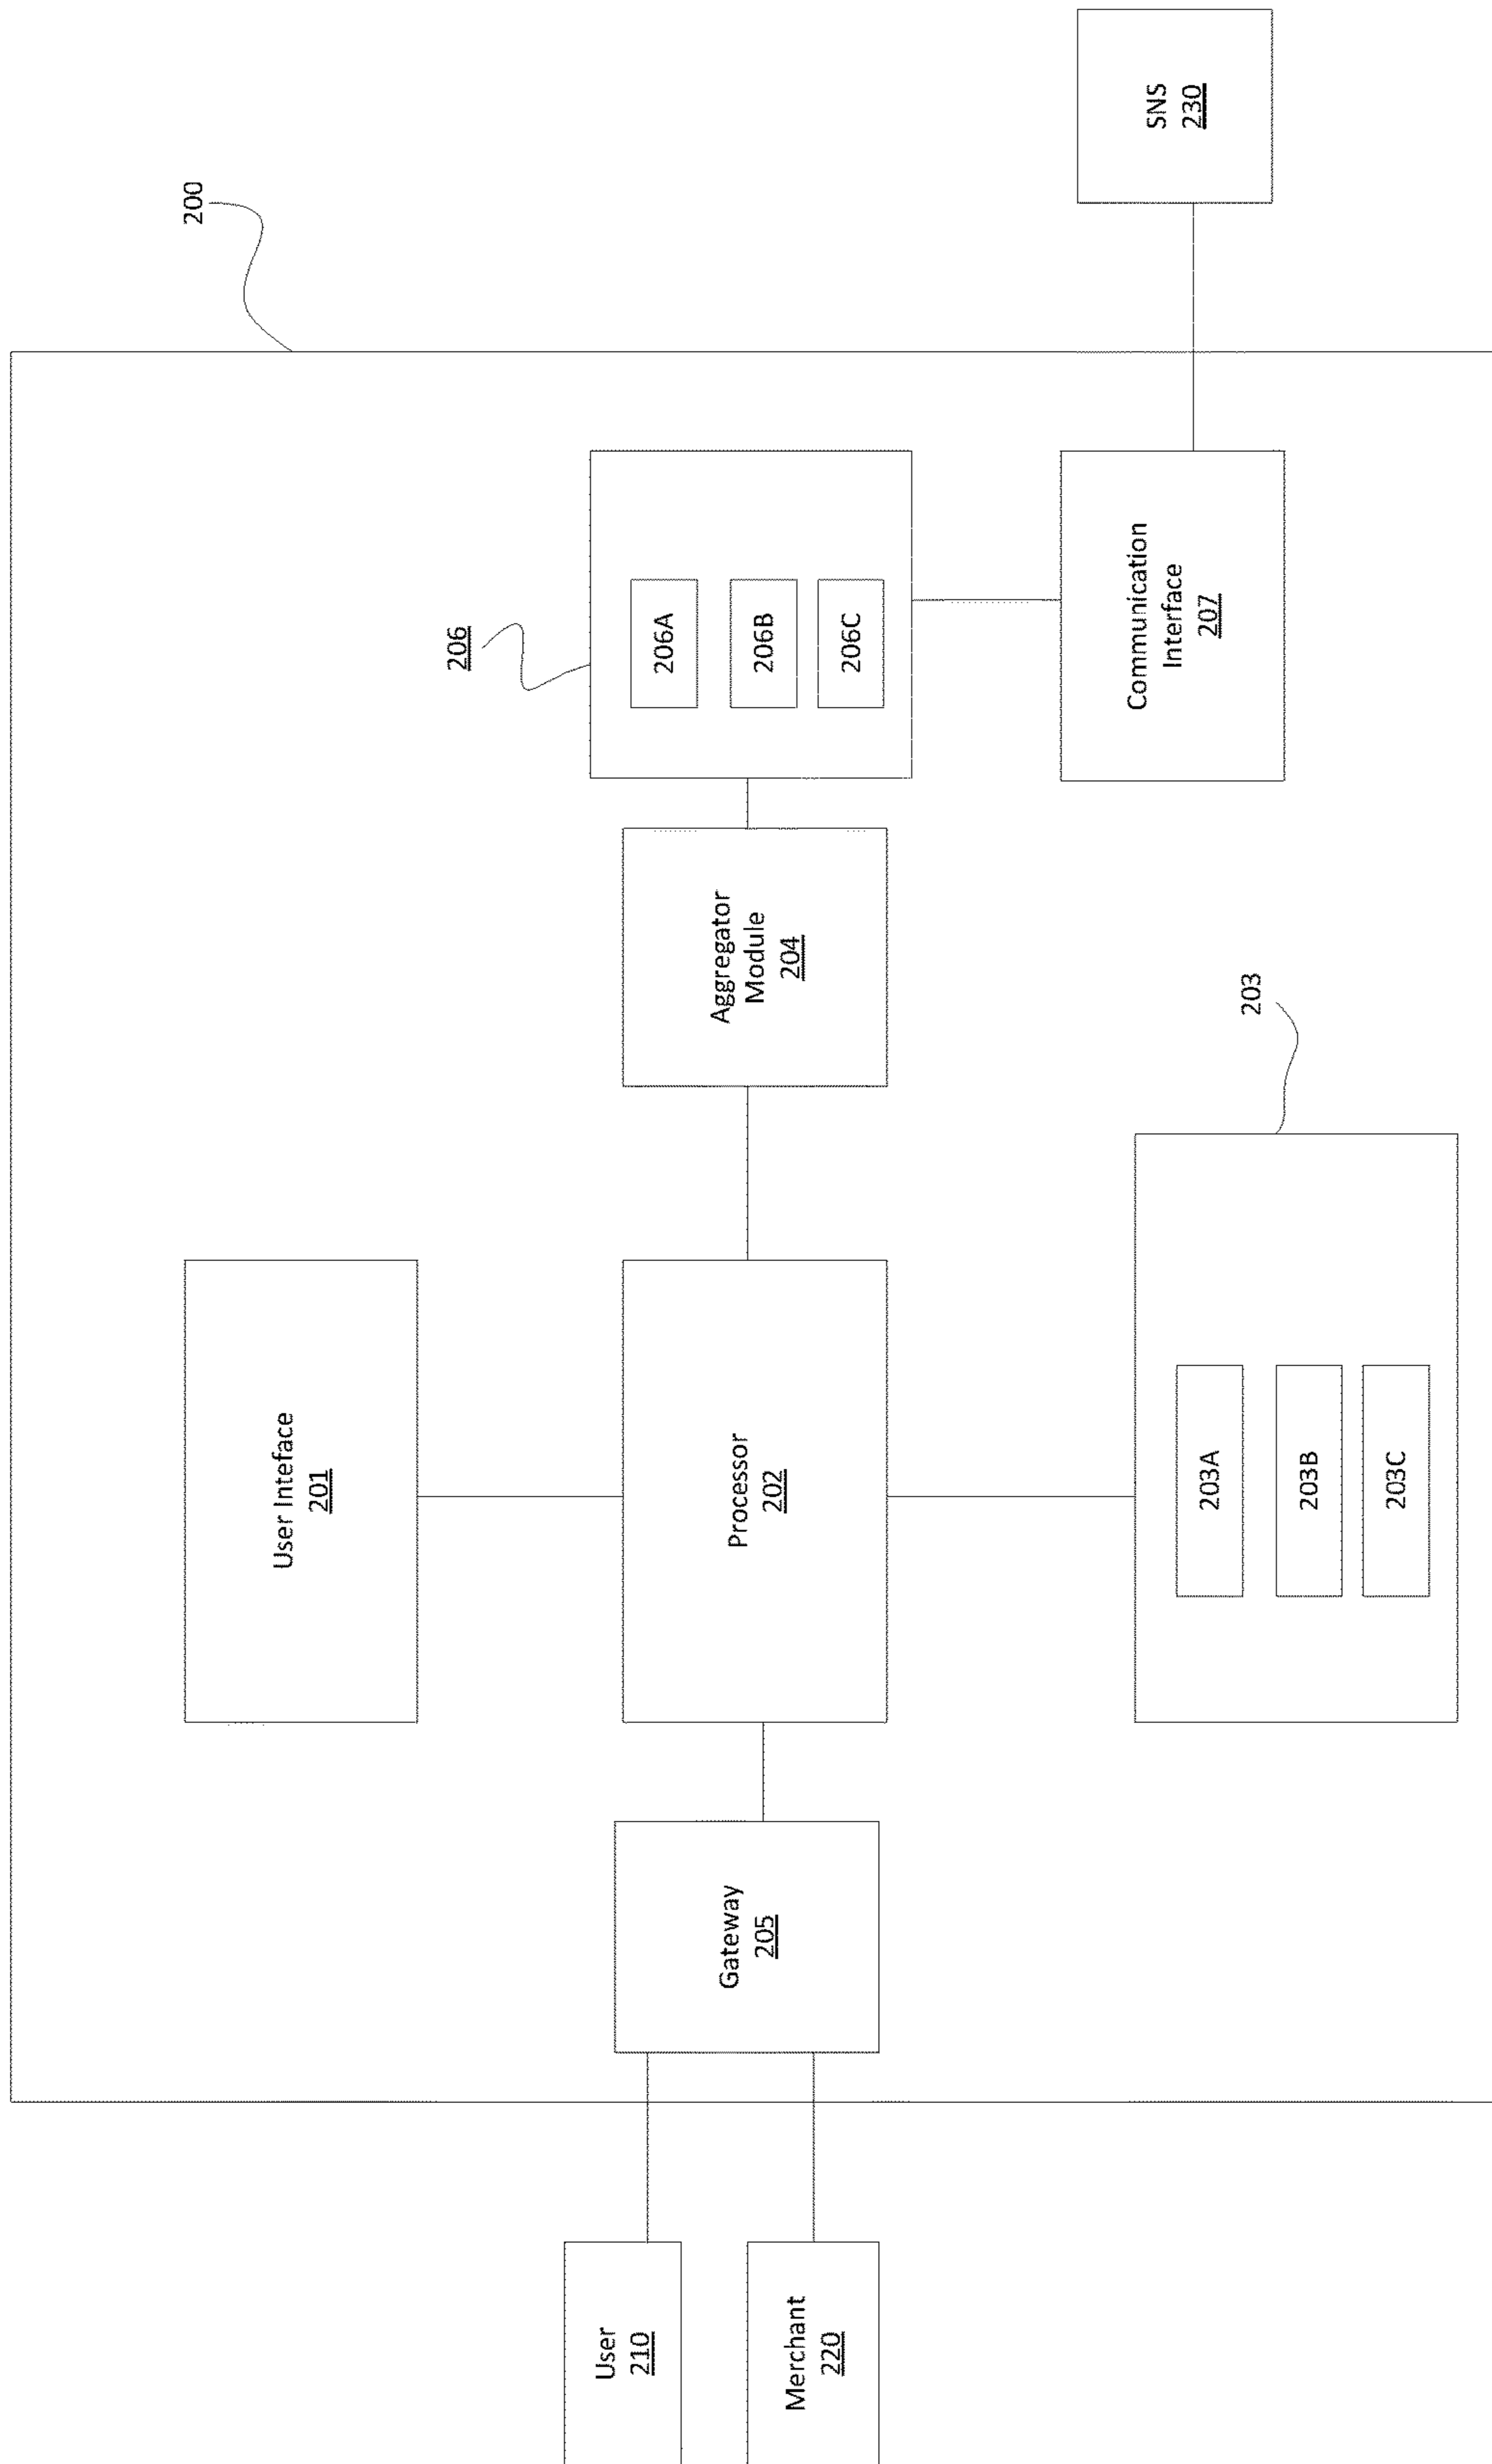 200
User Inteface
201
206
206A
206B
206C
User
210
Merchant
220
Gateway
205
Processor
202
Aggregator
Module
204
SNS
230
Communication
Interface
207
203
203A
203B
203C